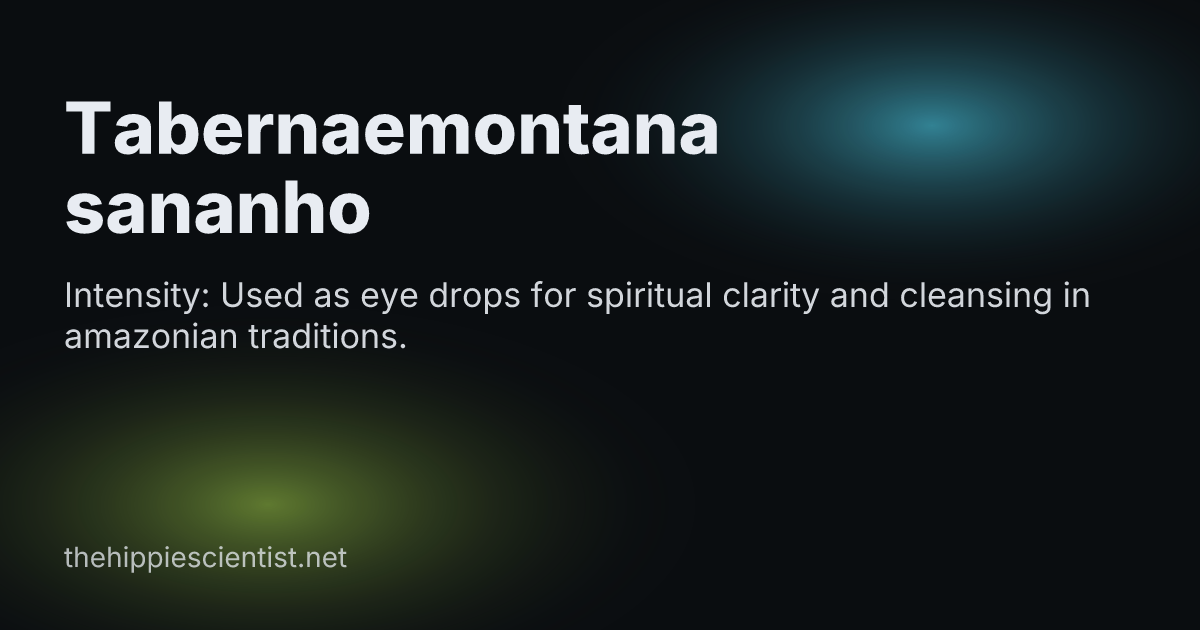 Tabernaemontana
sananho
Intensity: Used as eye drops for spiritual clarity and cleansing in
amazonian traditions.
thehippiescientist.net